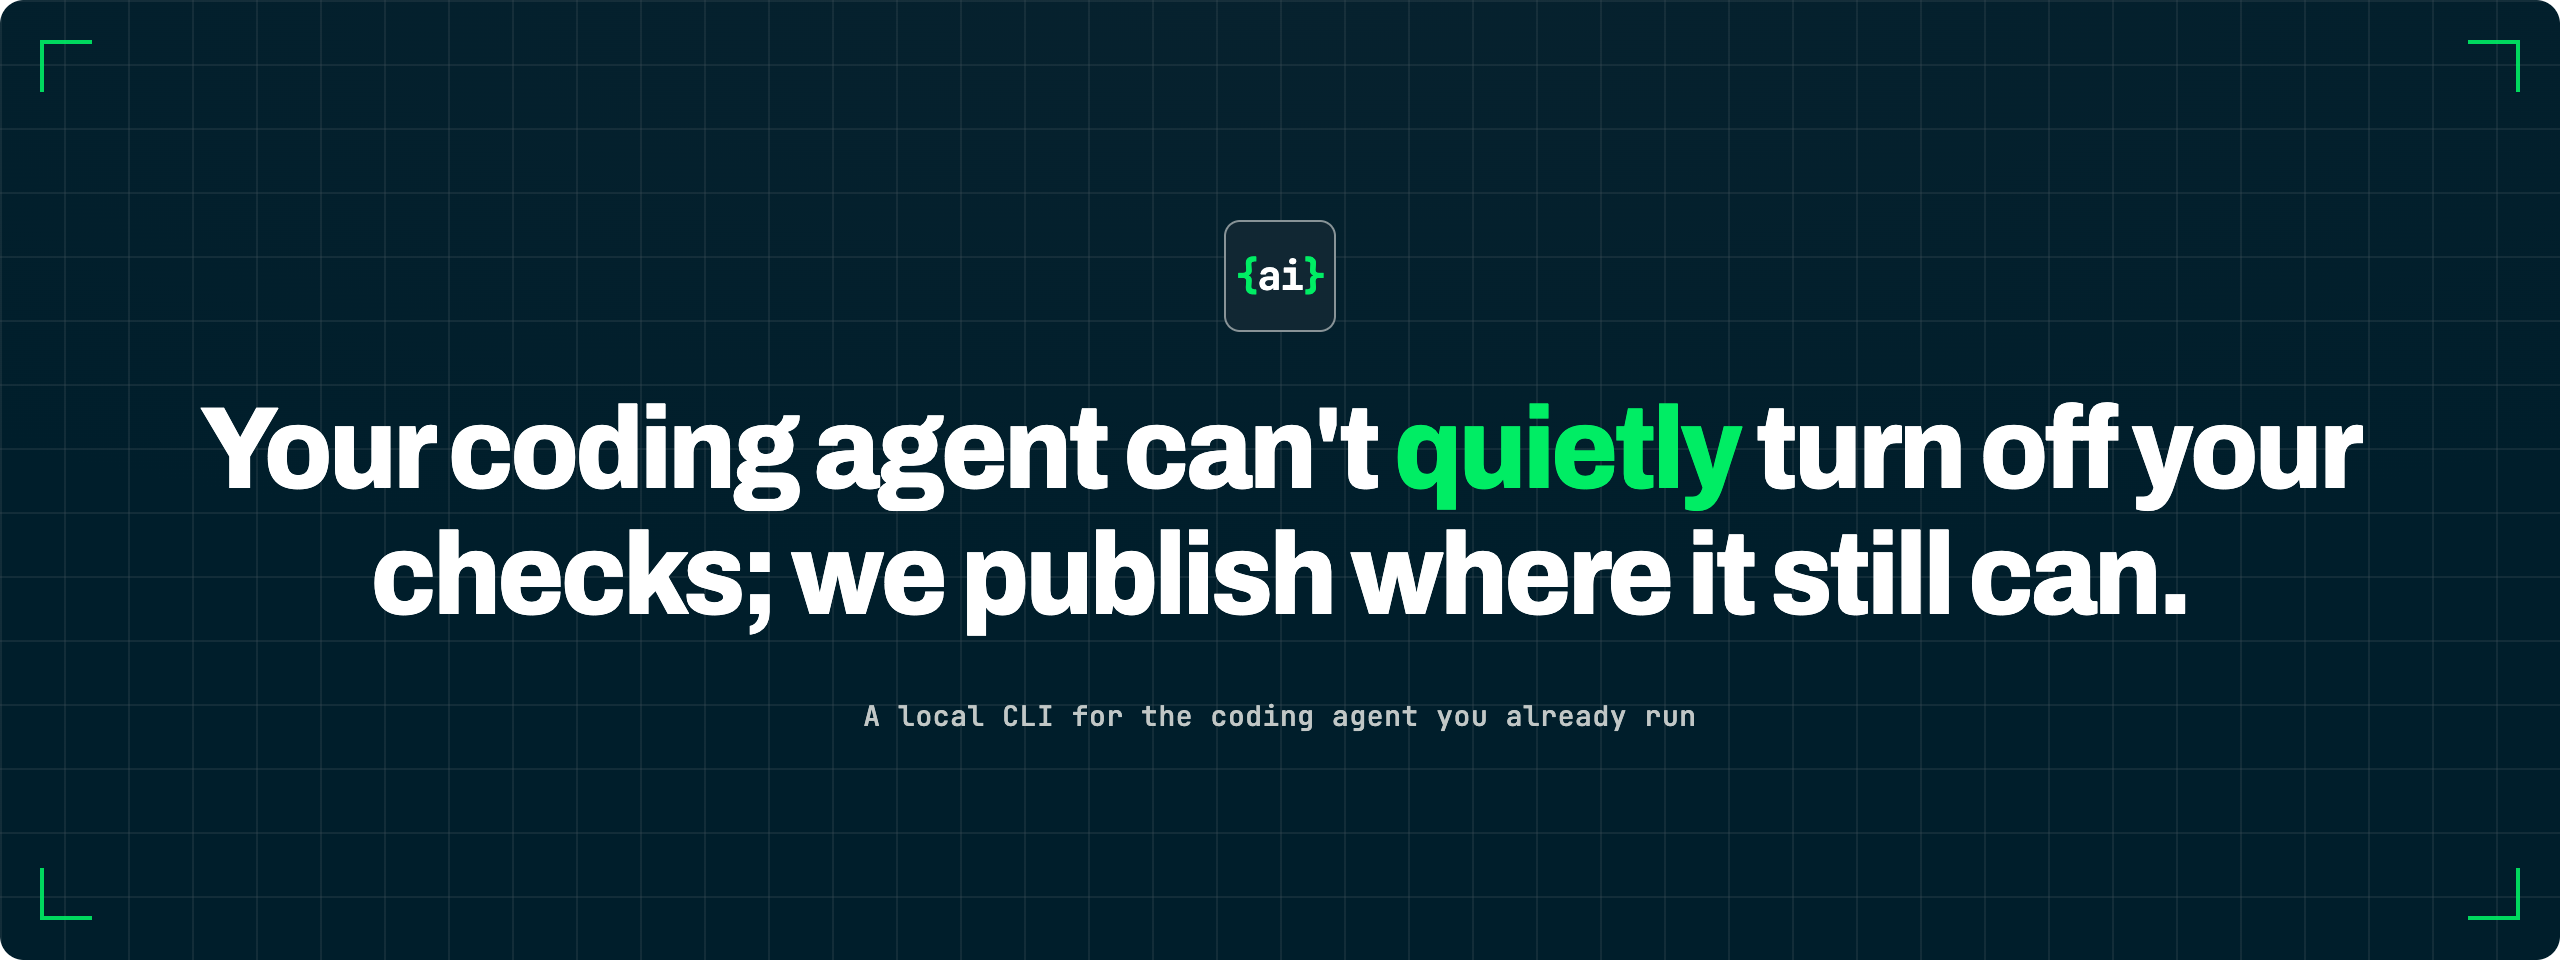 {ai}
Your coding agent can't quietly turn off your
checks; we publish where it still can.
A local CLI for the coding agent you already run